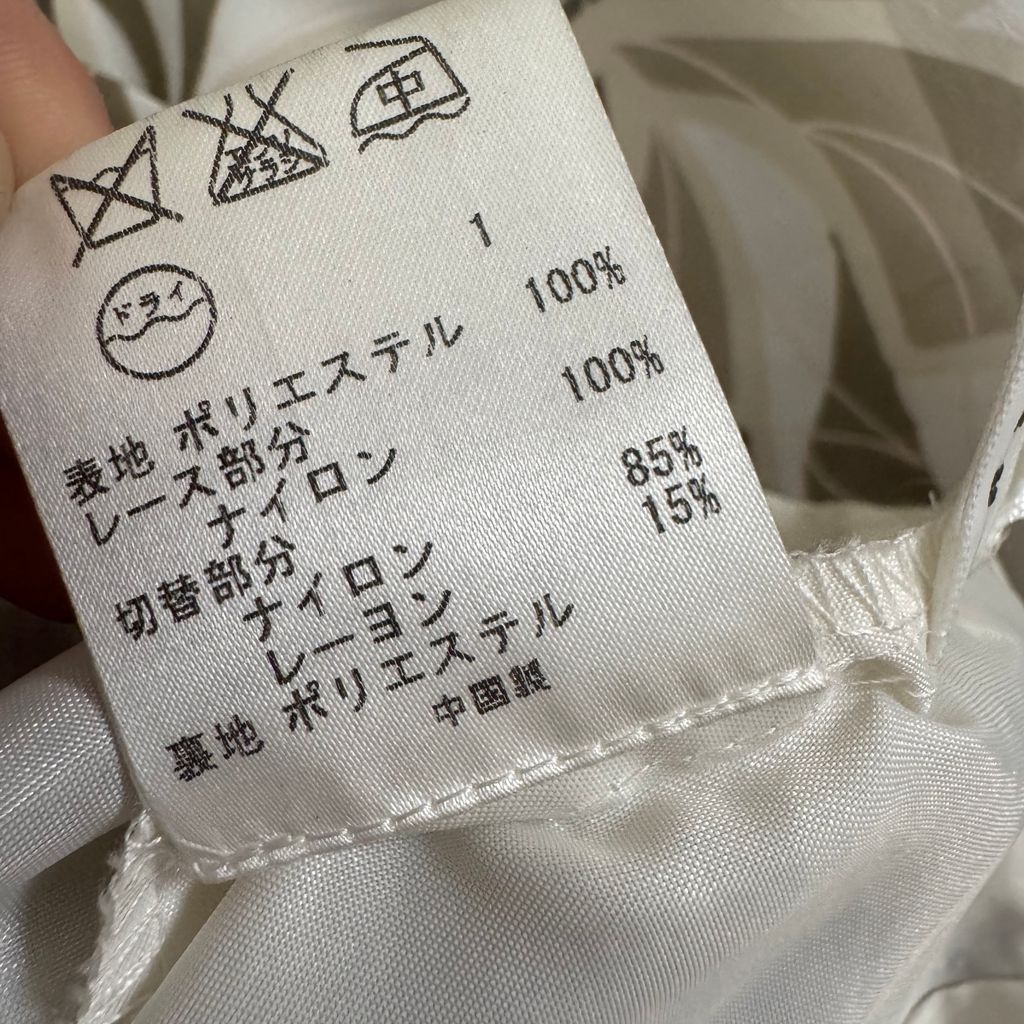 中
ドライ
1
表地 ポリエステル 100%
レース部分
ナイロン 100%
切替部分
ナイロン 85%
レーヨン 15%
裏地 ポリエステル
中国製